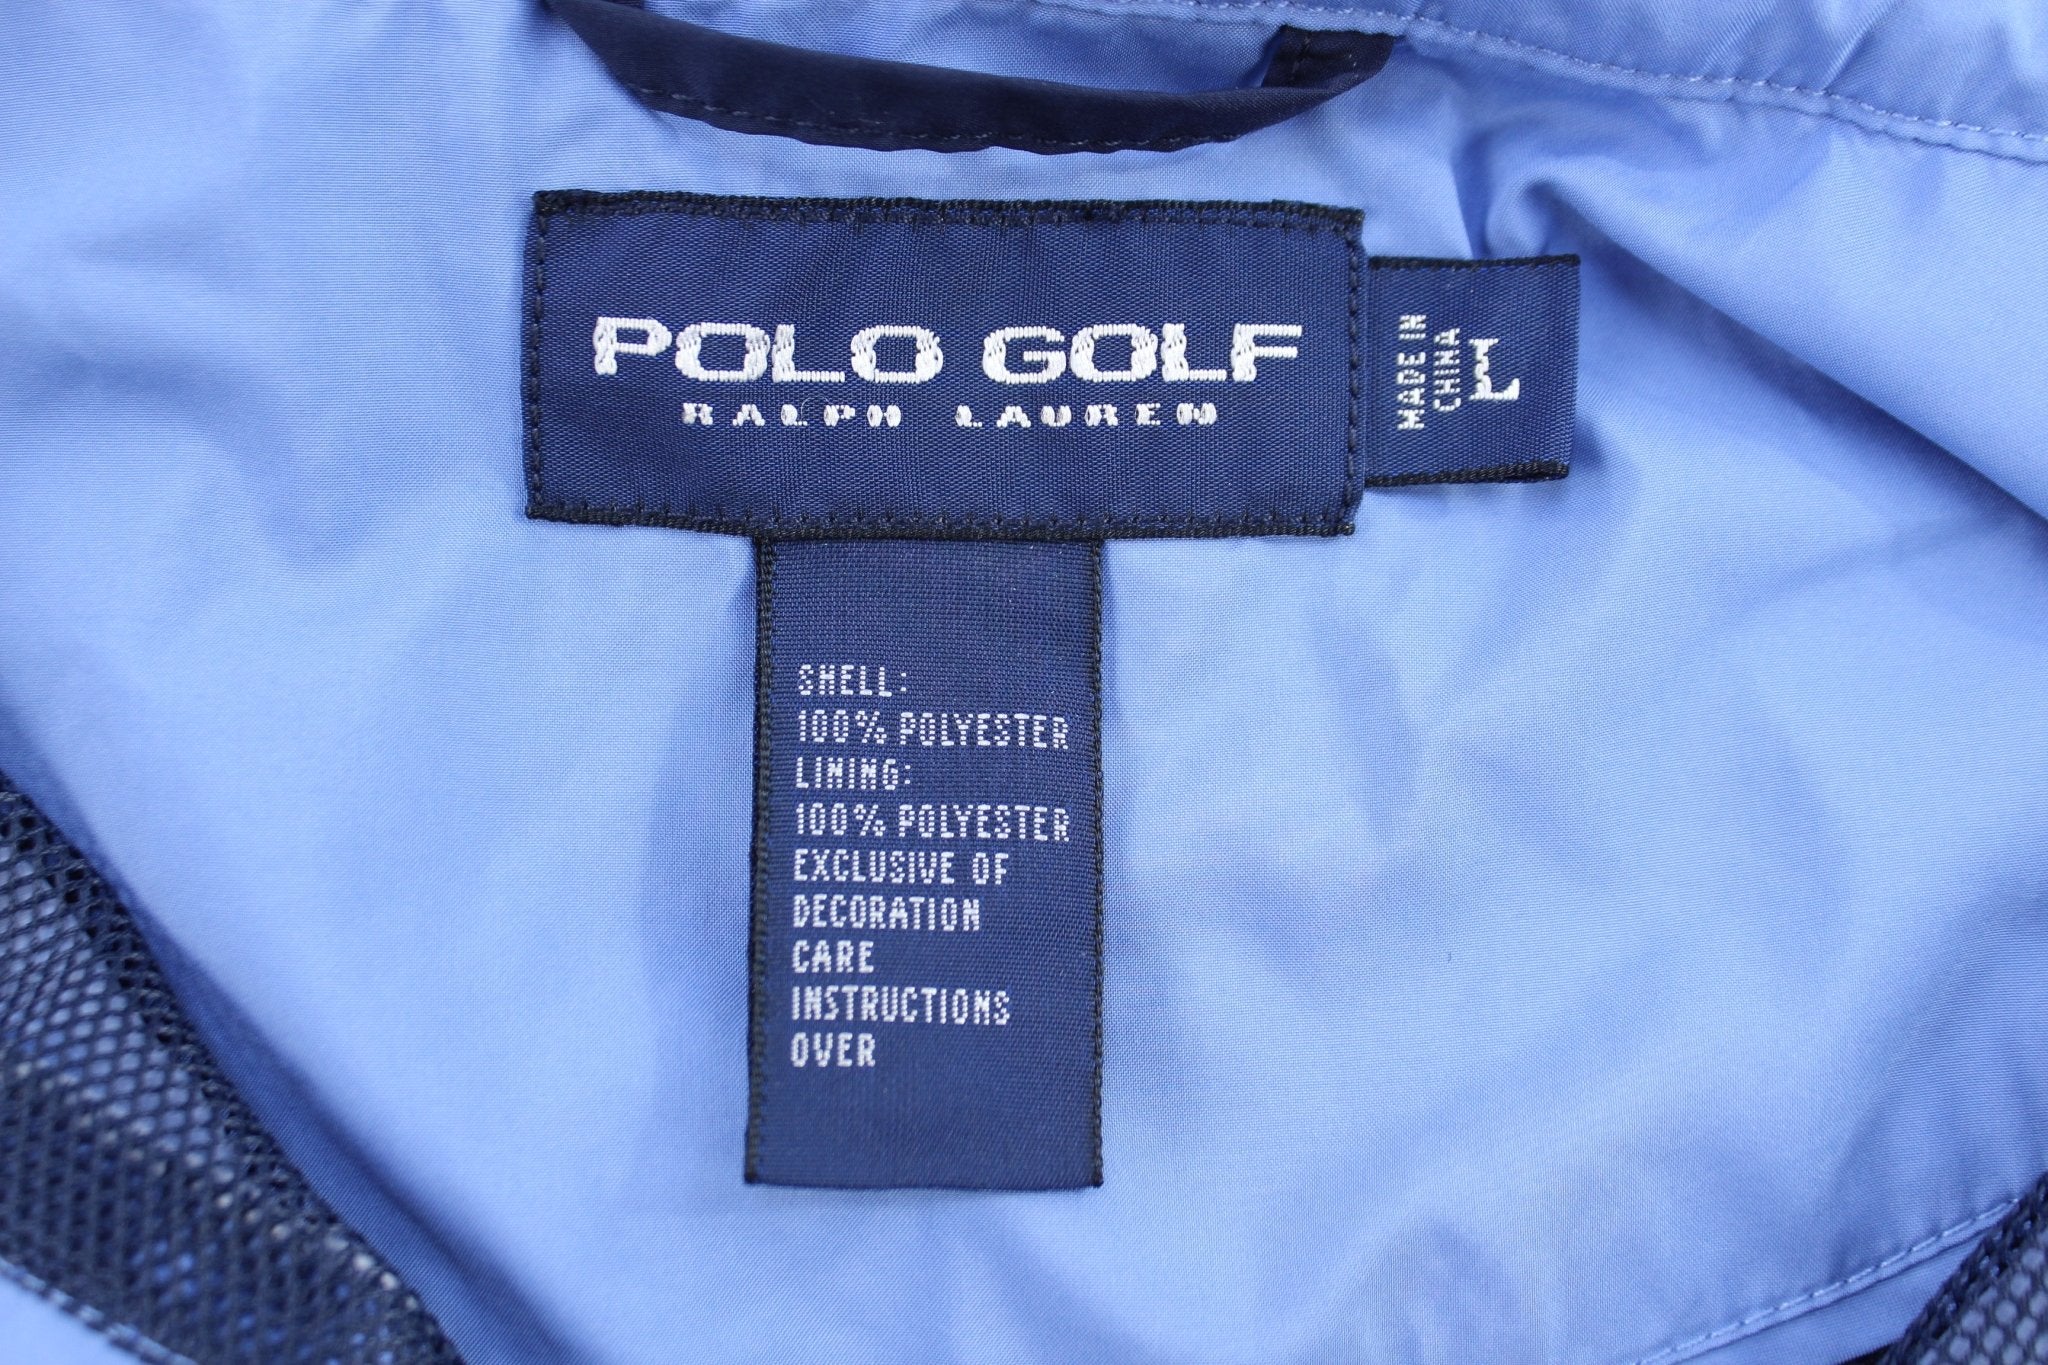 POLO GOLF
RALPH LAUREN
MADE IN
CHINA
L
SHELL:
100% POLYESTER
LINING:
100% POLYESTER
EXCLUSIVE OF
DECORATION
CARE
INSTRUCTIONS
OVER